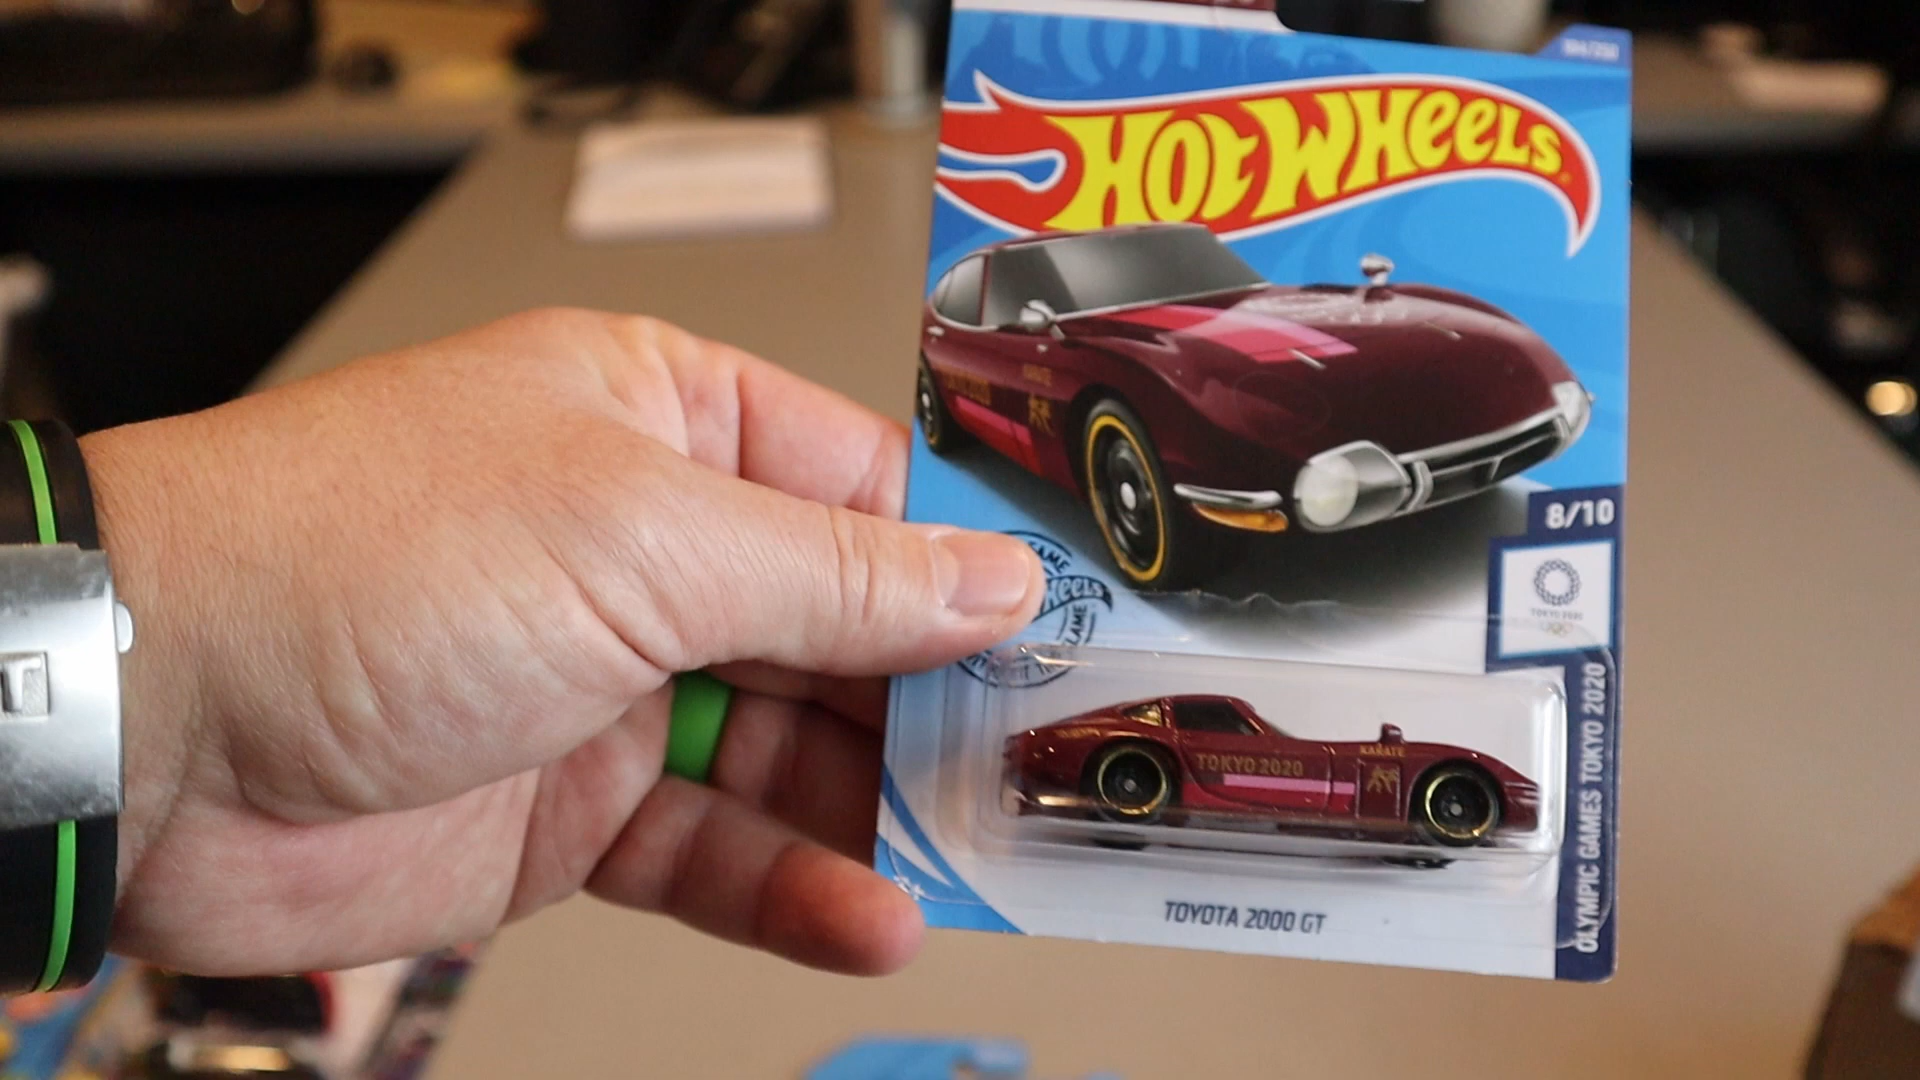 HOT WHEELS
8/10
TOKYO 2020
KARATE
TOKYO 2020
OLYMPIC GAMES TOKYO 2020
TOYOTA 2000 GT